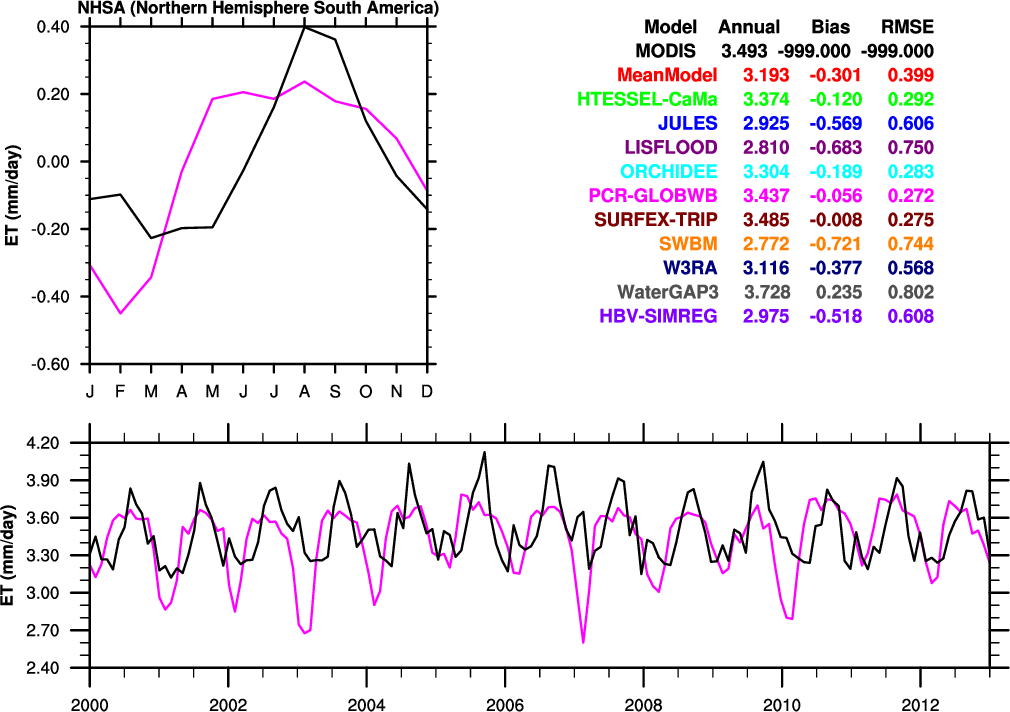 NHSA (Northern Hemisphere South America)
0.40
0.20
0.00
-0.20
-0.40
-0.60
ET (mm/day)
J F M A M J J A S O N D
Model Annual Bias RMSE
MODIS 3.493 -999.000 -999.000
MeanModel 3.193 -0.301 0.399
HTESSEL-CaMa 3.374 -0.120 0.292
JULES 2.925 -0.569 0.606
LISFLOOD 2.810 -0.683 0.750
ORCHIDEE 3.304 -0.189 0.283
PCR-GLOBWB 3.437 -0.056 0.272
SURFEX-TRIP 3.485 -0.008 0.275
SWBM 2.772 -0.721 0.744
W3RA 3.116 -0.377 0.568
WaterGAP3 3.728 0.235 0.802
HBV-SIMREG 2.975 -0.518 0.608
4.20
3.90
3.60
3.30
3.00
2.70
2.40
ET (mm/day)
2000 2002 2004 2006 2008 2010 2012